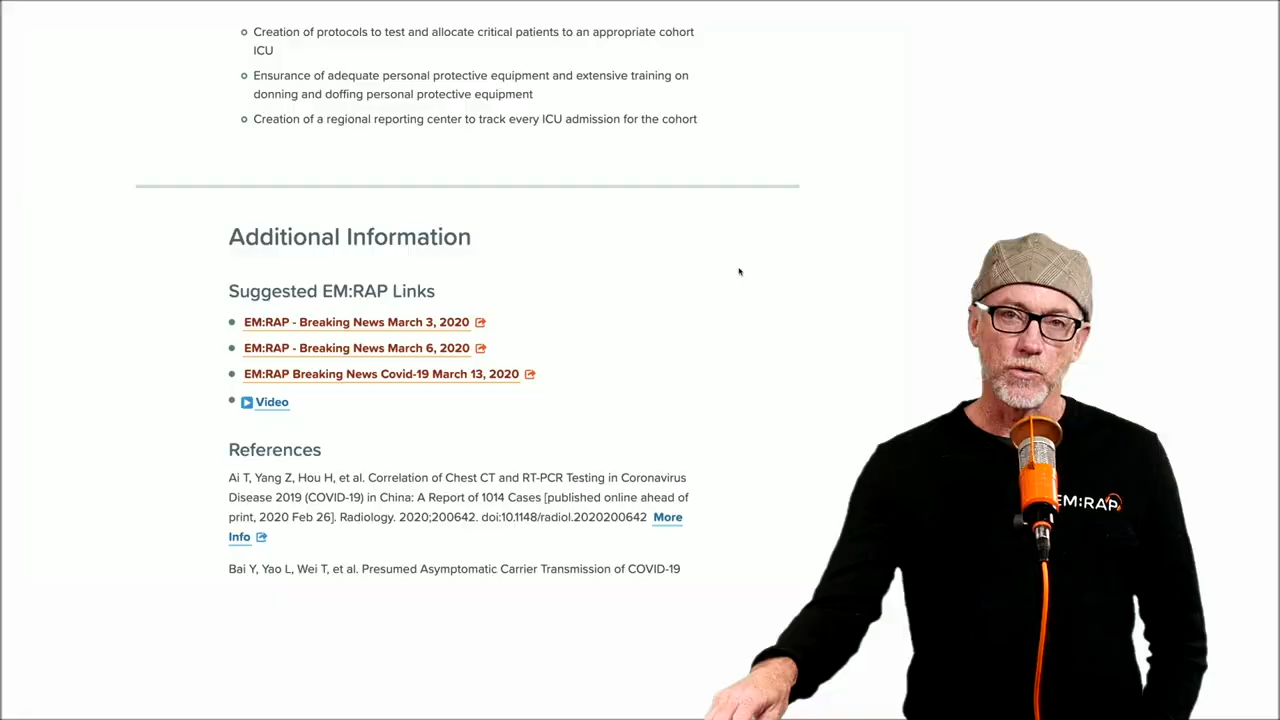 Creation of protocols to test and allocate critical patients to an appropriate cohort
ICU
Ensurance of adequate personal protective equipment and extensive training on
donning and doffing personal protective equipment
Creation of a regional reporting center to track every ICU admission for the cohort
Additional Information
Suggested EM:RAP Links
EM:RAP - Breaking News March 3, 2020
EM:RAP - Breaking News March 6, 2020
EM:RAP Breaking News Covid-19 March 13, 2020
Video
References
Ai T, Yang Z, Hou H, et al. Correlation of Chest CT and RT-PCR Testing in Coronavirus
Disease 2019 (COVID-19) in China: A Report of 1014 Cases [published online ahead of
print, 2020 Feb 26]. Radiology. 2020;200642. doi:10.1148/radiol.2020200642 More
Info
Bai Y, Yao L, Wei T, et al. Presumed Asymptomatic Carrier Transmission of COVID-19
EM:RAP